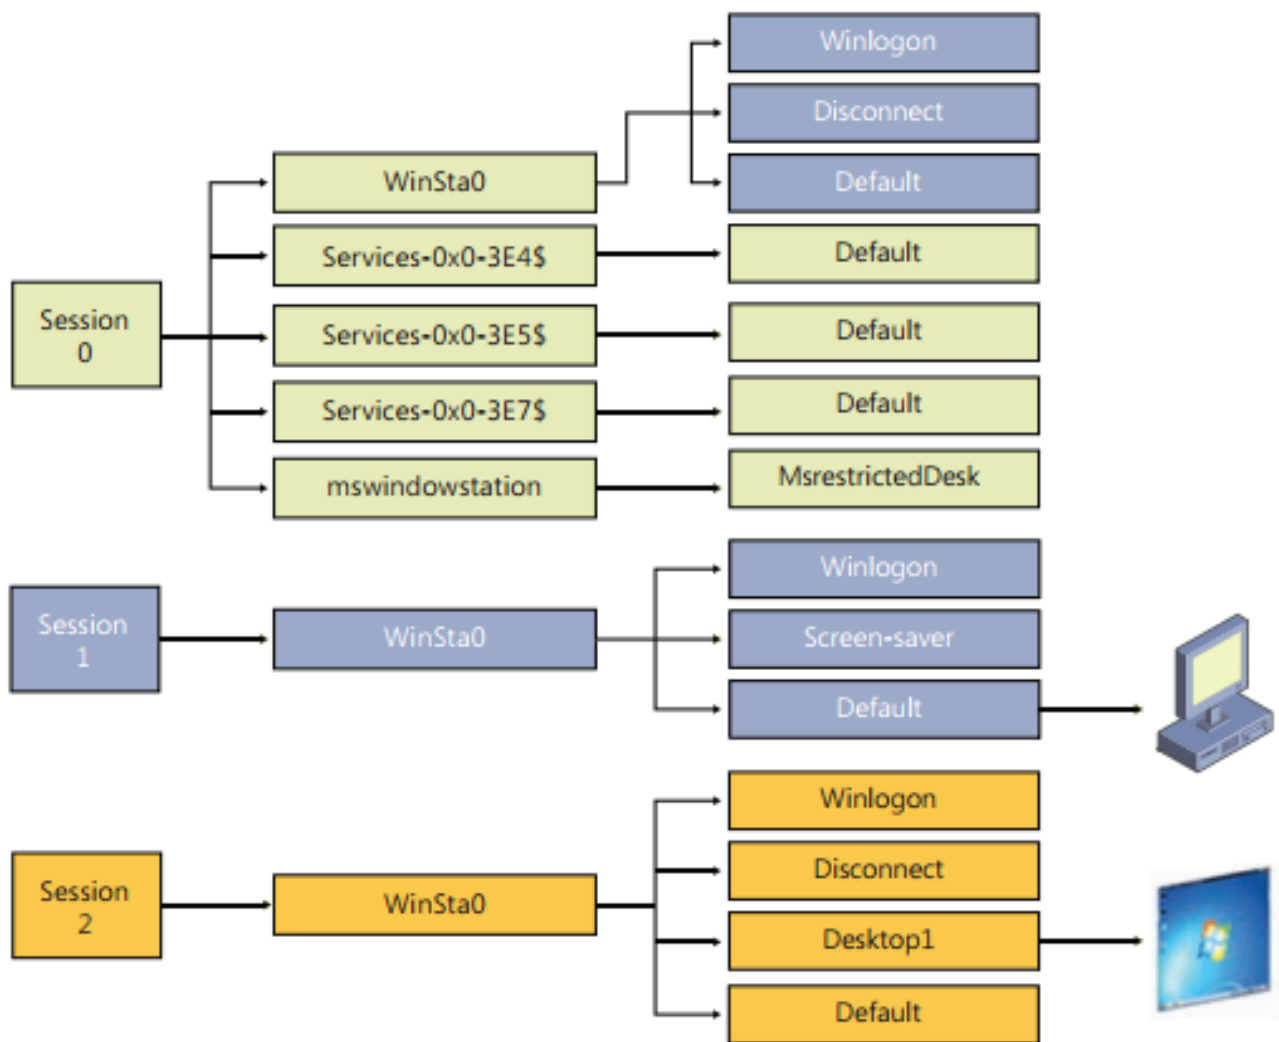 Winlogon
Disconnect
WinSta0
Default
Services-0x0-3E4$
Default
Session
0
Services-0x0-3E5$
Default
Services-0x0-3E7$
Default
mswindowstation
MsrestrictedDesk
Winlogon
Session
1
WinSta0
Screen-saver
Default
Winlogon
Disconnect
Session
2
WinSta0
Desktop1
Default